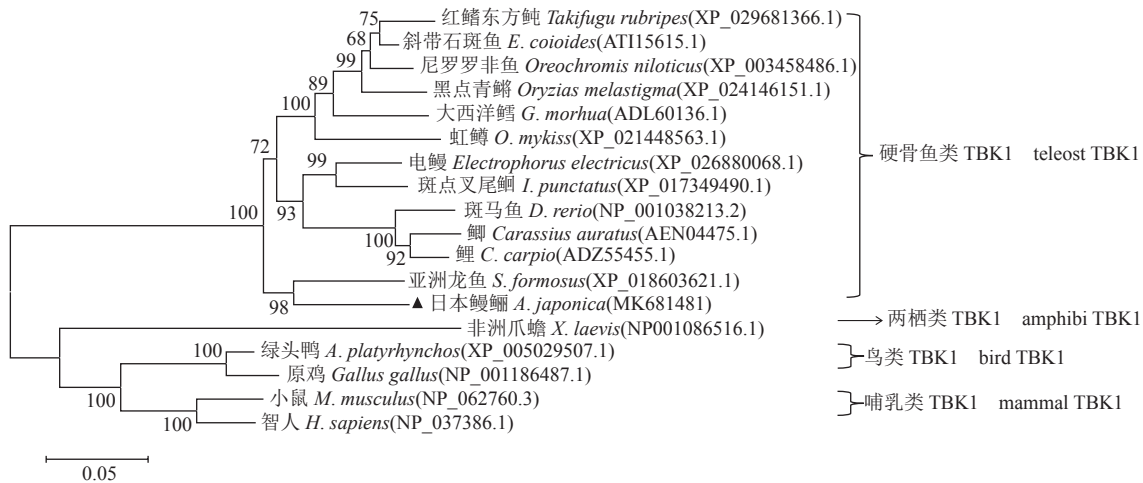 75
红鳍东方鲀 Takifugu rubripes(XP_029681366.1)
68
斜带石斑鱼 E. coioides(ATI15615.1)
99
尼罗罗非鱼 Oreochromis niloticus(XP_003458486.1)
89
黑点青鳉 Oryzias melastigma(XP_024146151.1)
100
大西洋鳕 G. morhua(ADL60136.1)
虹鳟 O. mykiss(XP_021448563.1)
72
99
电鳗 Electrophorus electricus(XP_026880068.1)
硬骨鱼类 TBK1 teleost TBK1
斑点叉尾鮰 I. punctatus(XP_017349490.1)
100
93
斑马鱼 D. rerio(NP_001038213.2)
100
鲫 Carassius auratus(AEN04475.1)
92
鲤 C. carpio(ADZ55455.1)
亚洲龙鱼 S. formosus(XP_018603621.1)
98
▲ 日本鳗鲡 A. japonica(MK681481)
非洲爪蟾 X. laevis(NP001086516.1)
两栖类 TBK1 amphibi TBK1
100
绿头鸭 A. platyrhynchos(XP_005029507.1)
鸟类 TBK1 bird TBK1
原鸡 Gallus gallus(NP_001186487.1)
100
小鼠 M. musculus(NP_062760.3)
哺乳类 TBK1 mammal TBK1
100
智人 H. sapiens(NP_037386.1)
0.05